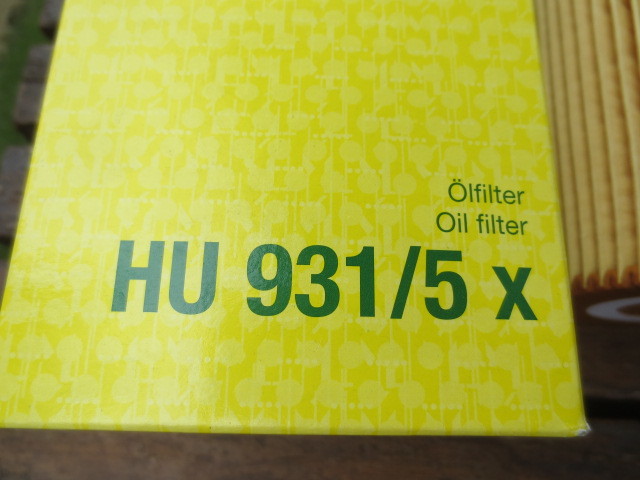 Ölfilter
Oil filter
HU 931/5 x